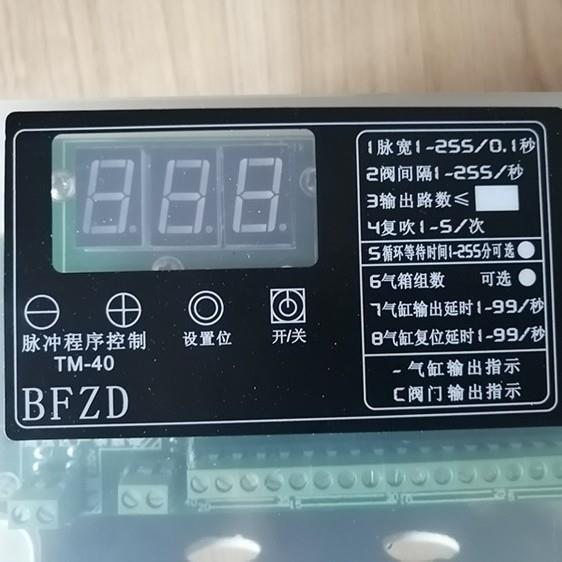 1脉宽1-255/0.1秒
2阀间隔1-255/秒
3输出路数≤
4复吹1-5/次
5循环等待时间1-255分可选
6气箱组数 可选
7气缸输出延时1-99/秒
8气缸复位延时1-99/秒
-气缸输出指示
C阀门输出指示
脉冲程序控制
TM-40
设置位
开/关
BFZD